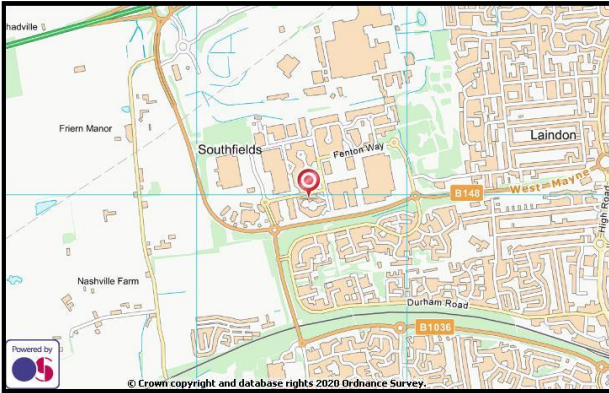 hadville
Friern Manor
Southfields
Fenton Way
Laindon
B148
West Mayne
High Road
Nashville Farm
Durham Road
B1036
Powered by
OS
© Crown copyright and database rights 2020 Ordnance Survey.